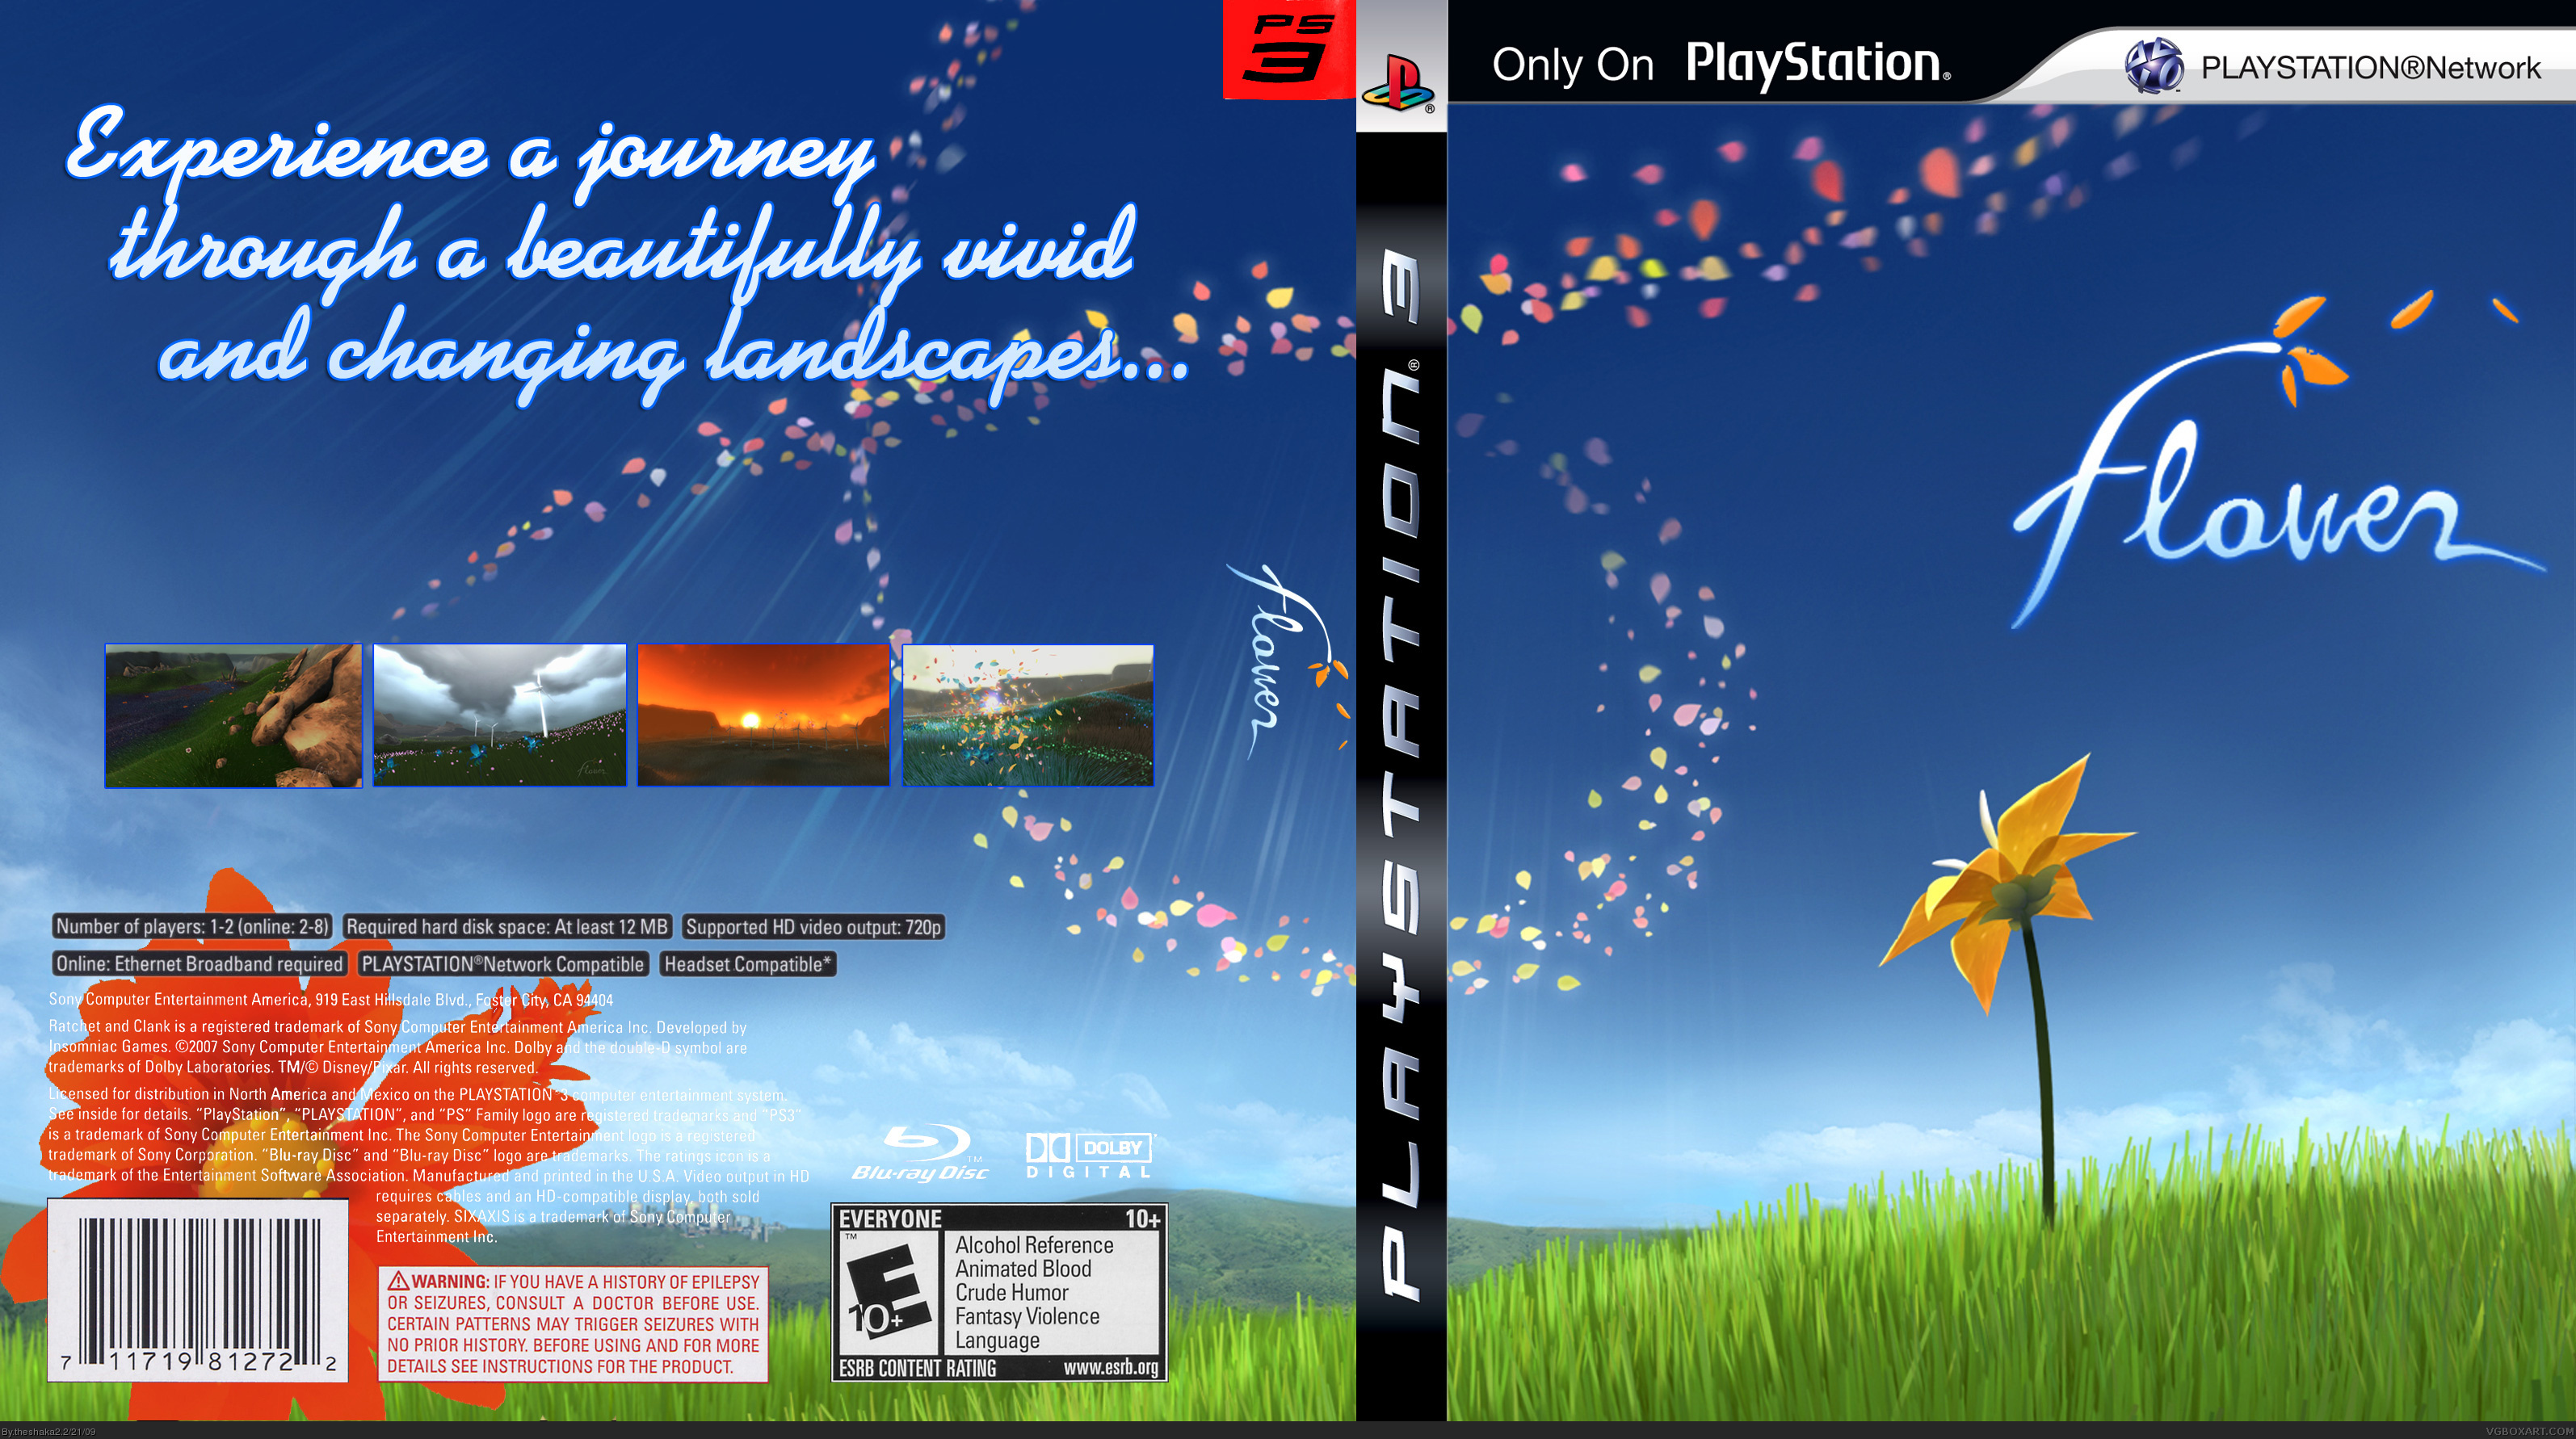 Experience a journey
through a beautifully vivid
and changing landscapes...
PS
3
flower
flower
Number of players: 1-2 (online: 2-8) Required hard disk space: At least 12 MB Supported HD video output: 720p
Online: Ethernet Broadband required PLAYSTATION®Network Compatible Headset Compatible*
Sony Computer Entertainment America, 919 East Hillsdale Blvd., Foster City, CA 94404
Ratchet and Clank is a registered trademark of Sony Computer Entertainment America Inc. Developed by
Insomniac Games. ©2007 Sony Computer Entertainment America Inc. Dolby and the double-D symbol are
trademarks of Dolby Laboratories. TM/© Disney/Pixar. All rights reserved.
Licensed for distribution in North America and Mexico on the PLAYSTATION®3 computer entertainment system.
See inside for details. “PlayStation”, “PLAYSTATION”, and “PS” Family logo are registered trademarks and “PS3”
is a trademark of Sony Computer Entertainment Inc. The Sony Computer Entertainment logo is a registered
trademark of Sony Corporation. “Blu-ray Disc” and “Blu-ray Disc” logo are trademarks. The ratings icon is a
trademark of the Entertainment Software Association. Manufactured and printed in the U.S.A. Video output in HD
requires cables and an HD-compatible display, both sold
separately. SIXAXIS is a trademark of Sony Computer
Entertainment Inc.
7 11719 81272 2
WARNING: IF YOU HAVE A HISTORY OF EPILEPSY
OR SEIZURES, CONSULT A DOCTOR BEFORE USE.
CERTAIN PATTERNS MAY TRIGGER SEIZURES WITH
NO PRIOR HISTORY. BEFORE USING AND FOR MORE
DETAILS SEE INSTRUCTIONS FOR THE PRODUCT.
Blu-ray Disc™
DOLBY
DIGITAL
EVERYONE 10+
™
E
10+
Alcohol Reference
Animated Blood
Crude Humor
Fantasy Violence
Language
ESRB CONTENT RATING www.esrb.org
By:theshaka2.2/21/09
®
PLAYSTATION® 3
Only On PlayStation®
PLAYSTATION®Network
flower
VGBOXART.COM